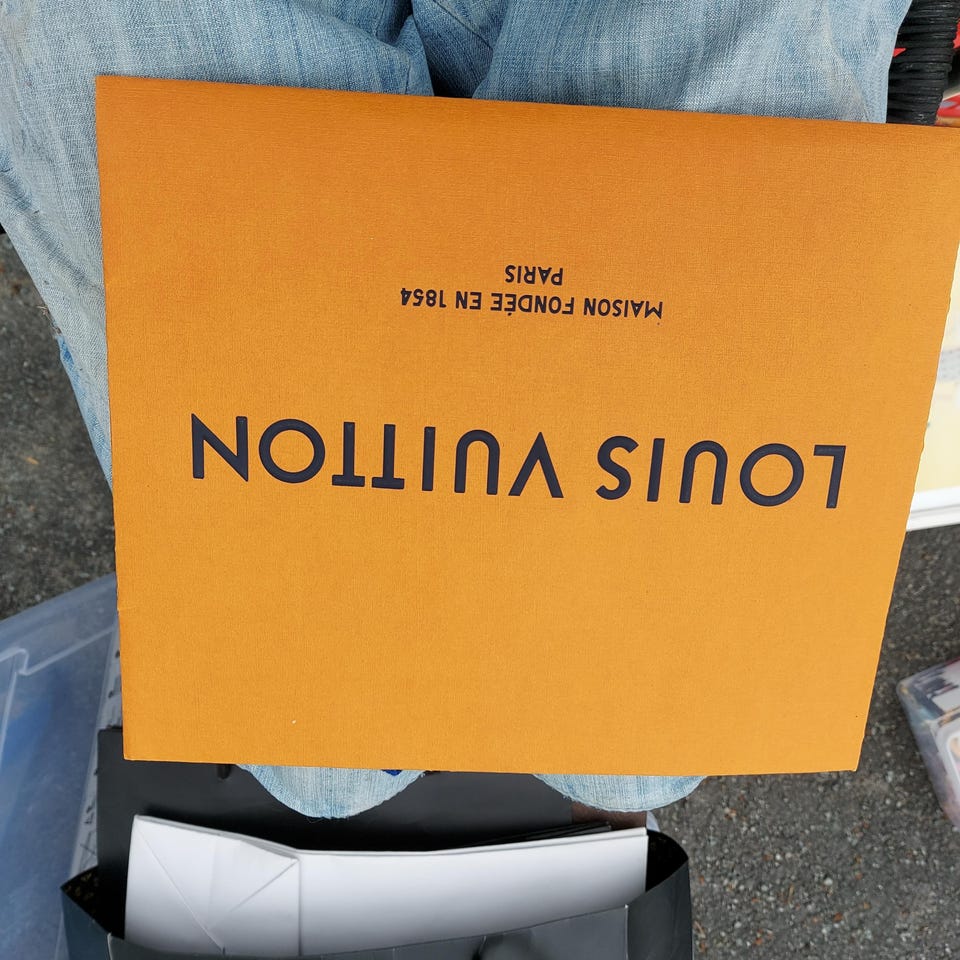 LOUIS VUITTON
MAISON FONDÉE EN 1854
PARIS